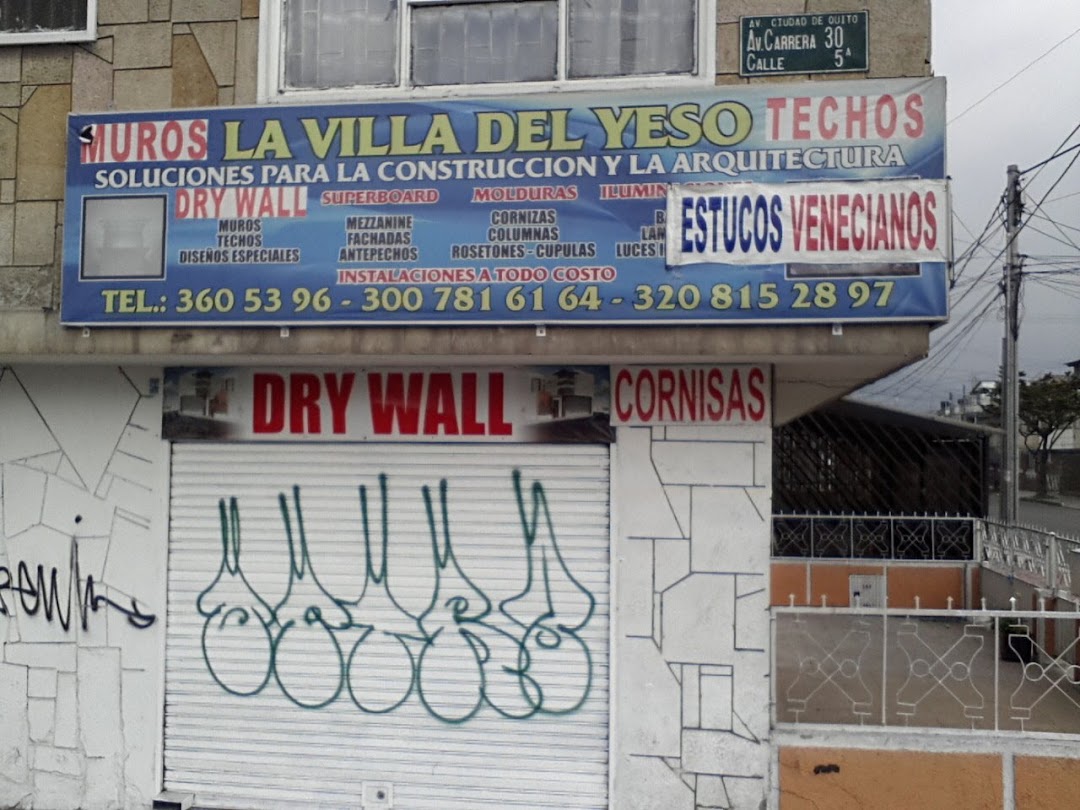 AV. CIUDAD DE QUITO
AV. CARRERA 30
CALLE 5A
MUROS LA VILLA DEL YESO TECHOS
SOLUCIONES PARA LA CONSTRUCCION Y LA ARQUITECTURA
DRY WALL
MUROS
TECHOS
DISEÑOS ESPECIALES
SUPERBOARD
MEZZANINE
FACHADAS
ANTEPECHOS
MOLDURAS
CORNIZAS
COLUMNAS
ROSETONES - CUPULAS
LUCES
ESTUCOS VENECIANOS
INSTALACIONES A TODO COSTO
TEL.: 360 53 96 - 300 781 61 64 - 320 815 28 97
DRY WALL
CORNISAS